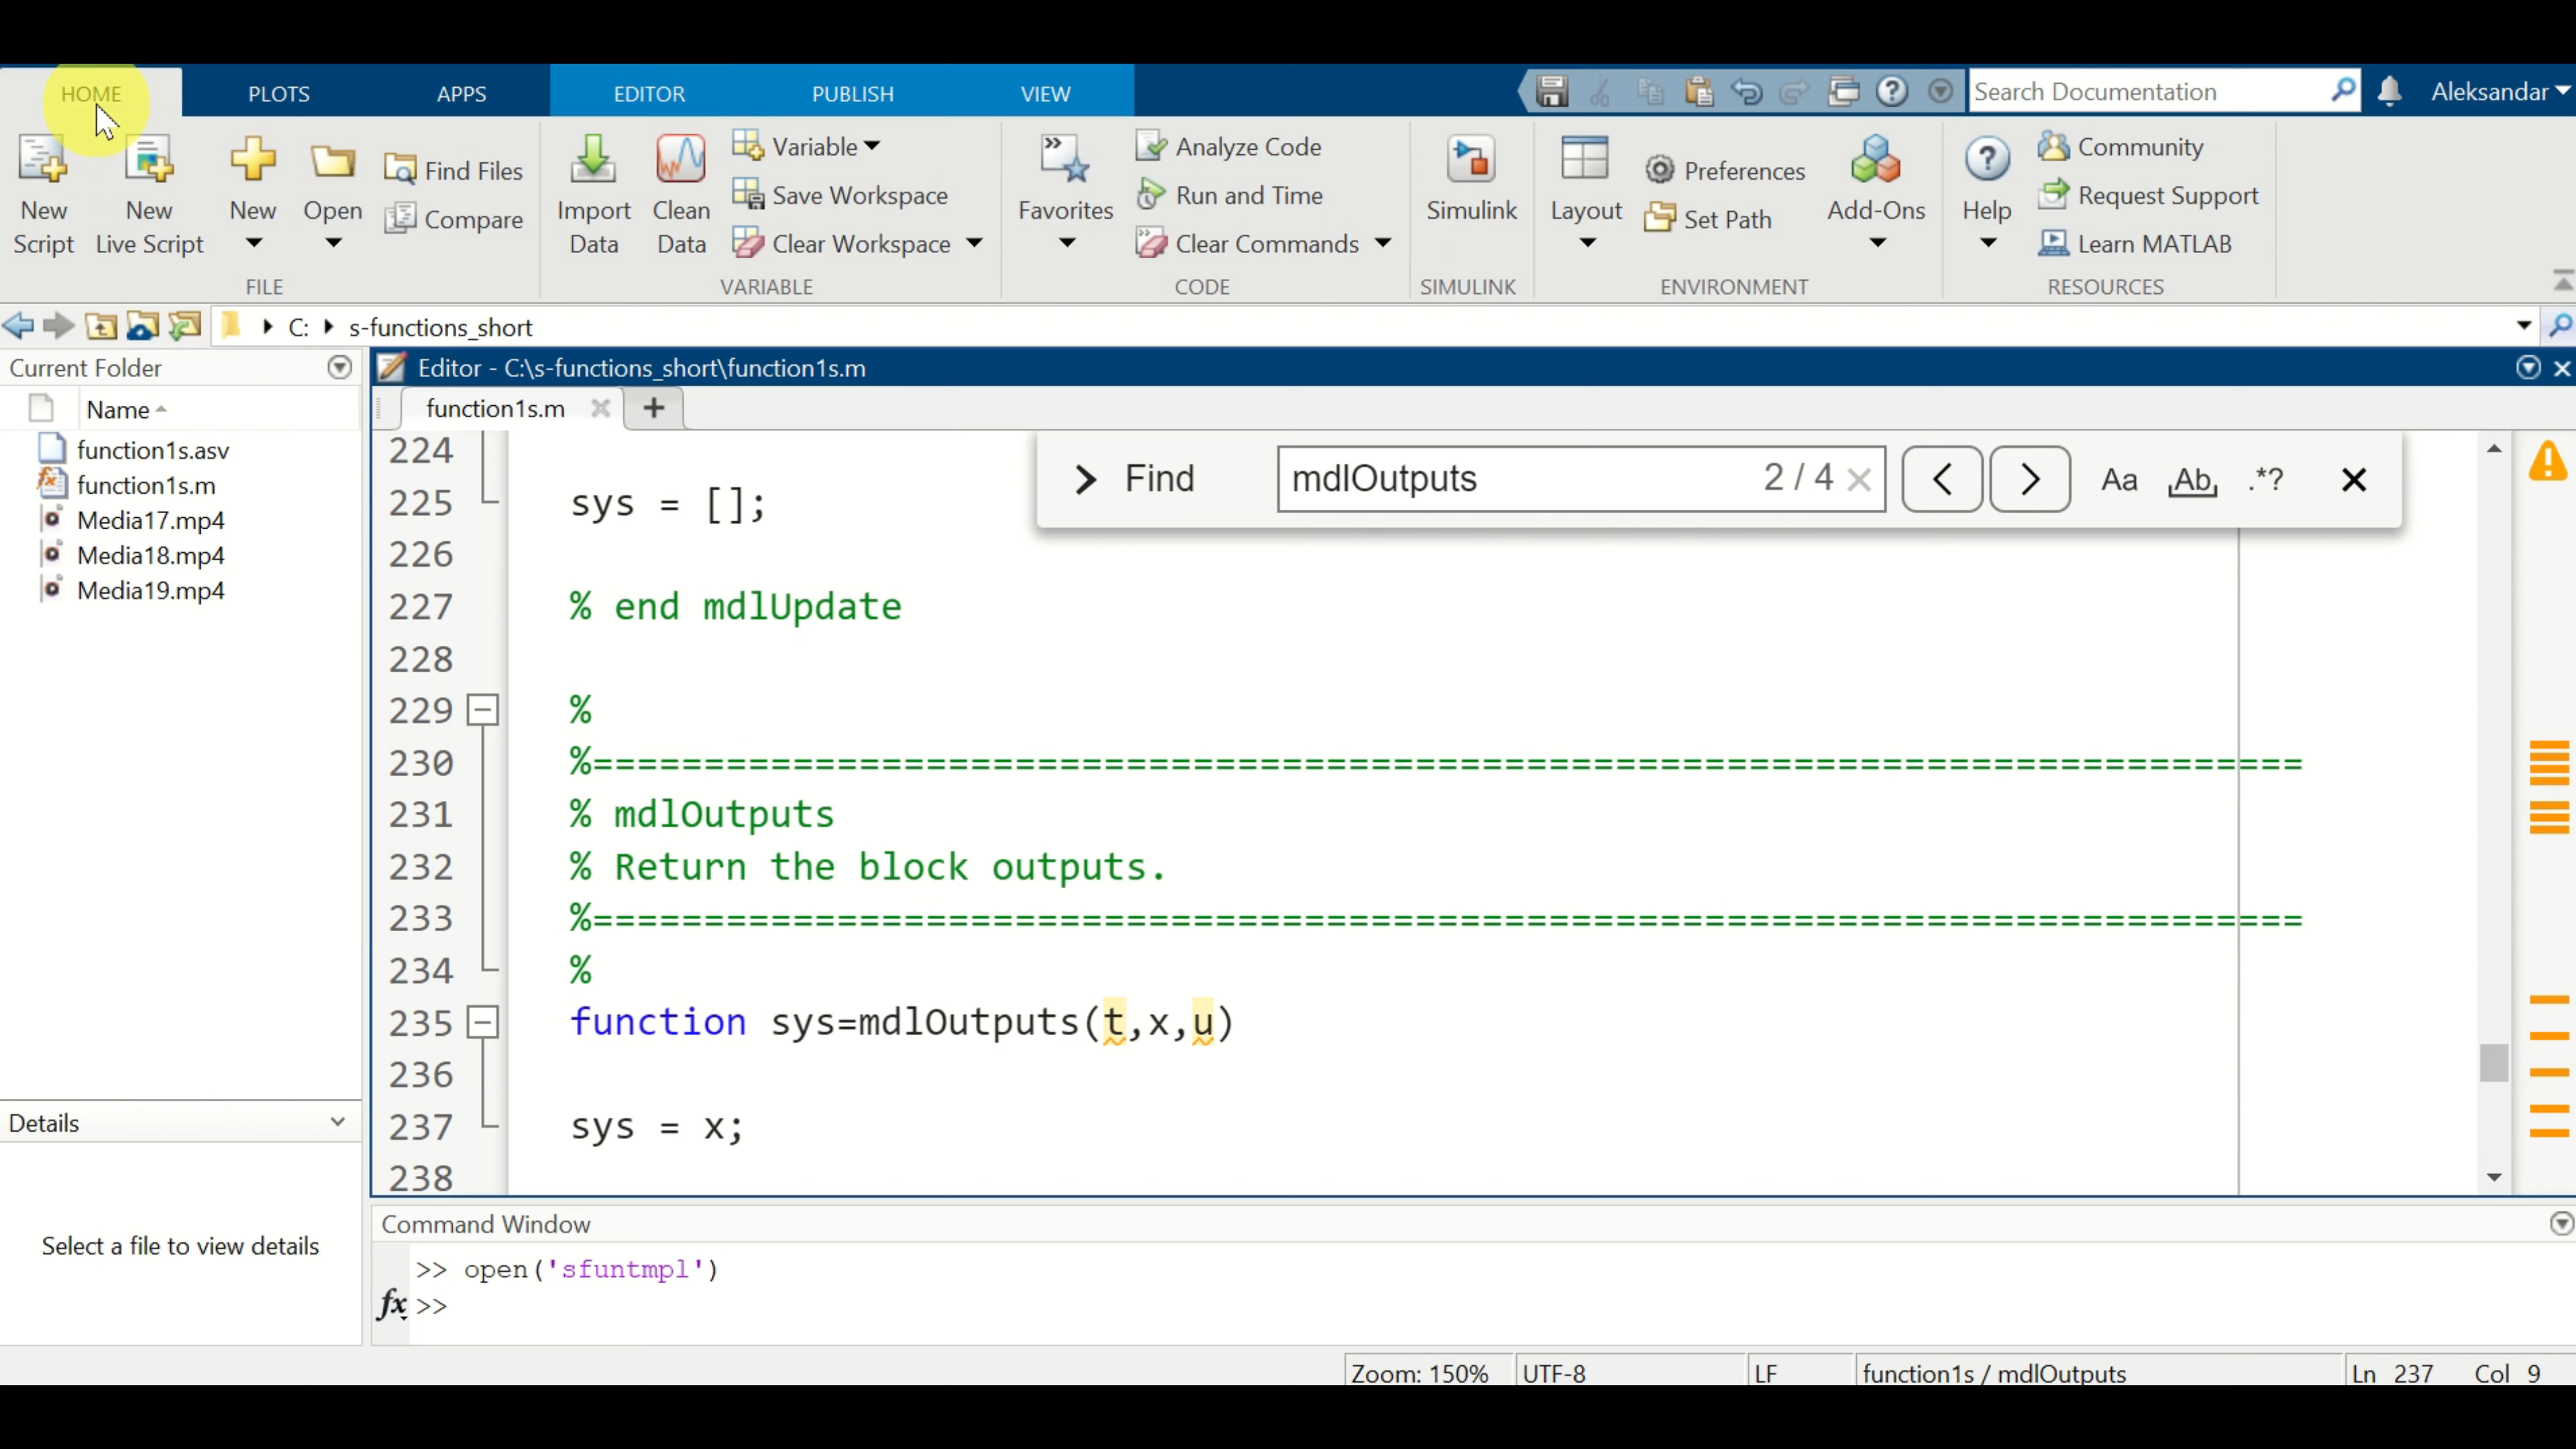 HOME PLOTS APPS EDITOR PUBLISH VIEW Search Documentation Aleksandar
New Script
New Live Script
New
Open
Find Files
Compare
FILE
Import Data
Clean Data
Variable
Save Workspace
Clear Workspace
VARIABLE
Favorites
Analyze Code
Run and Time
Clear Commands
CODE
Simulink
SIMULINK
Layout
Preferences
Set Path
Add-Ons
ENVIRONMENT
Help
Community
Request Support
Learn MATLAB
RESOURCES
C: s-functions_short
Current Folder
Name
function1s.asv
function1s.m
Media17.mp4
Media18.mp4
Media19.mp4
Details
Select a file to view details
Editor - C:\s-functions_short\function1s.m
function1s.m
Find mdlOutputs 2 / 4 Aa Ab .*?
224
225 sys = [];
226
227 % end mdlUpdate
228
229 %
230 %=============================================================================
231 % mdlOutputs
232 % Return the block outputs.
233 %=============================================================================
234 %
235 function sys=mdlOutputs(t,x,u)
236
237 sys = x;
238
Command Window
>> open('sfuntmpl')
fx >>
Zoom: 150% UTF-8 LF function1s / mdlOutputs Ln 237 Col 9